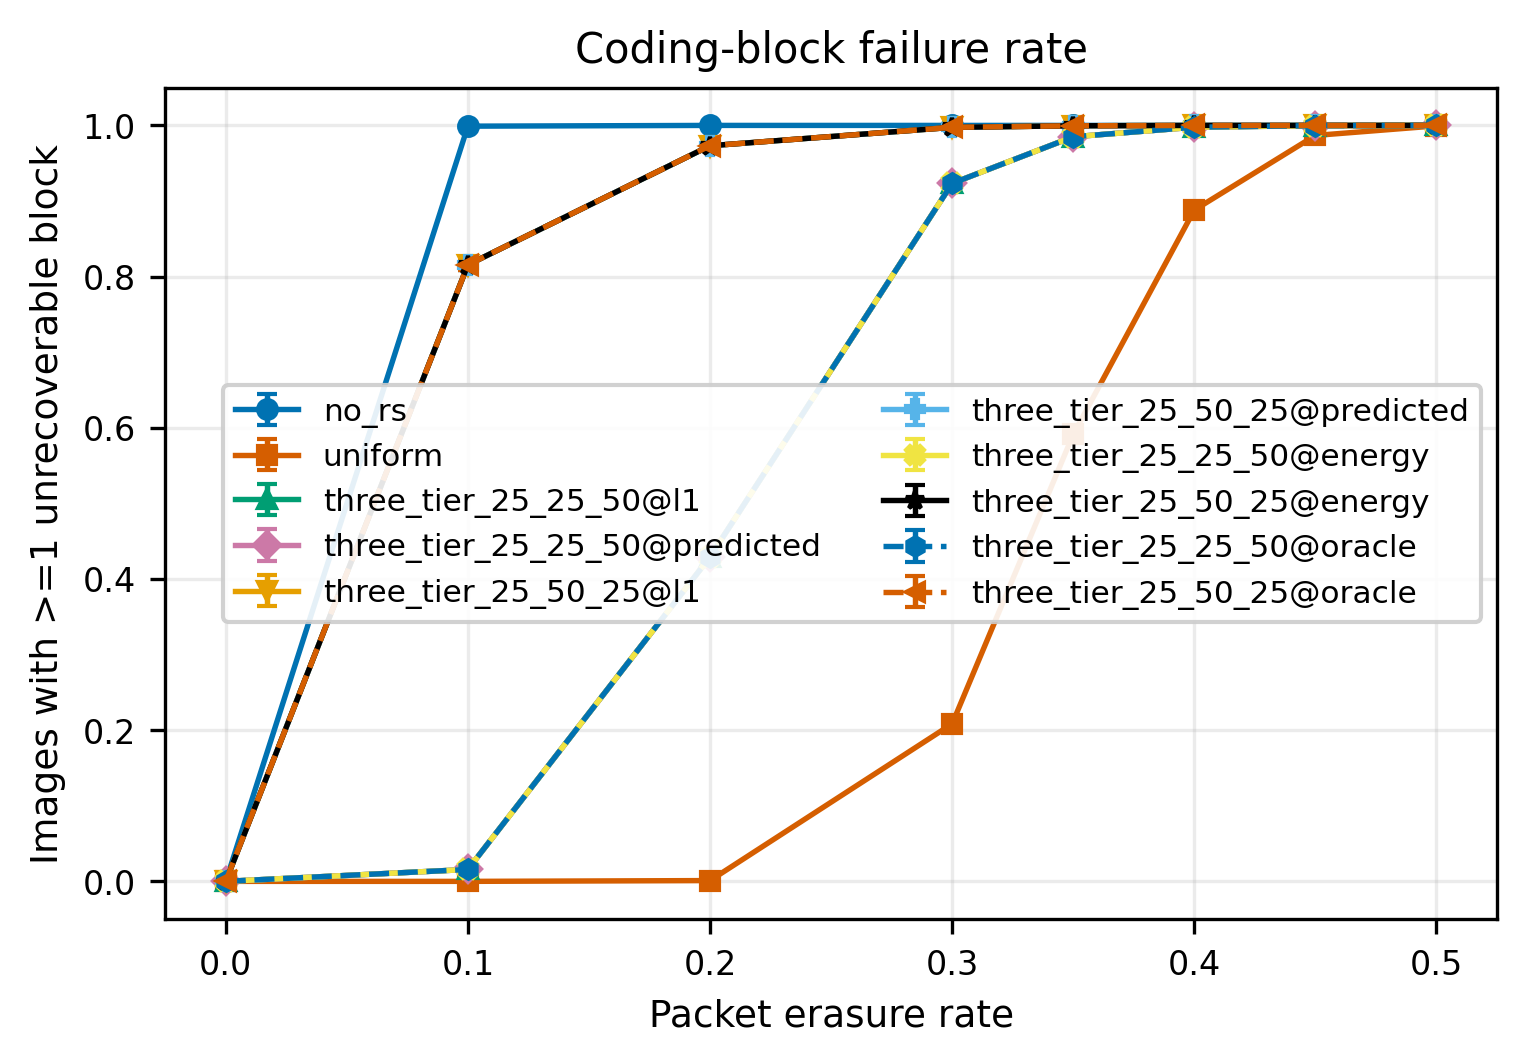 Coding-block failure rate
Images with >=1 unrecoverable block
1.0
0.8
0.6
0.4
0.2
0.0
no_rs
uniform
three_tier_25_25_50@l1
three_tier_25_25_50@predicted
three_tier_25_50_25@l1
three_tier_25_50_25@predicted
three_tier_25_25_50@energy
three_tier_25_50_25@energy
three_tier_25_25_50@oracle
three_tier_25_50_25@oracle
0.0 0.1 0.2 0.3 0.4 0.5
Packet erasure rate